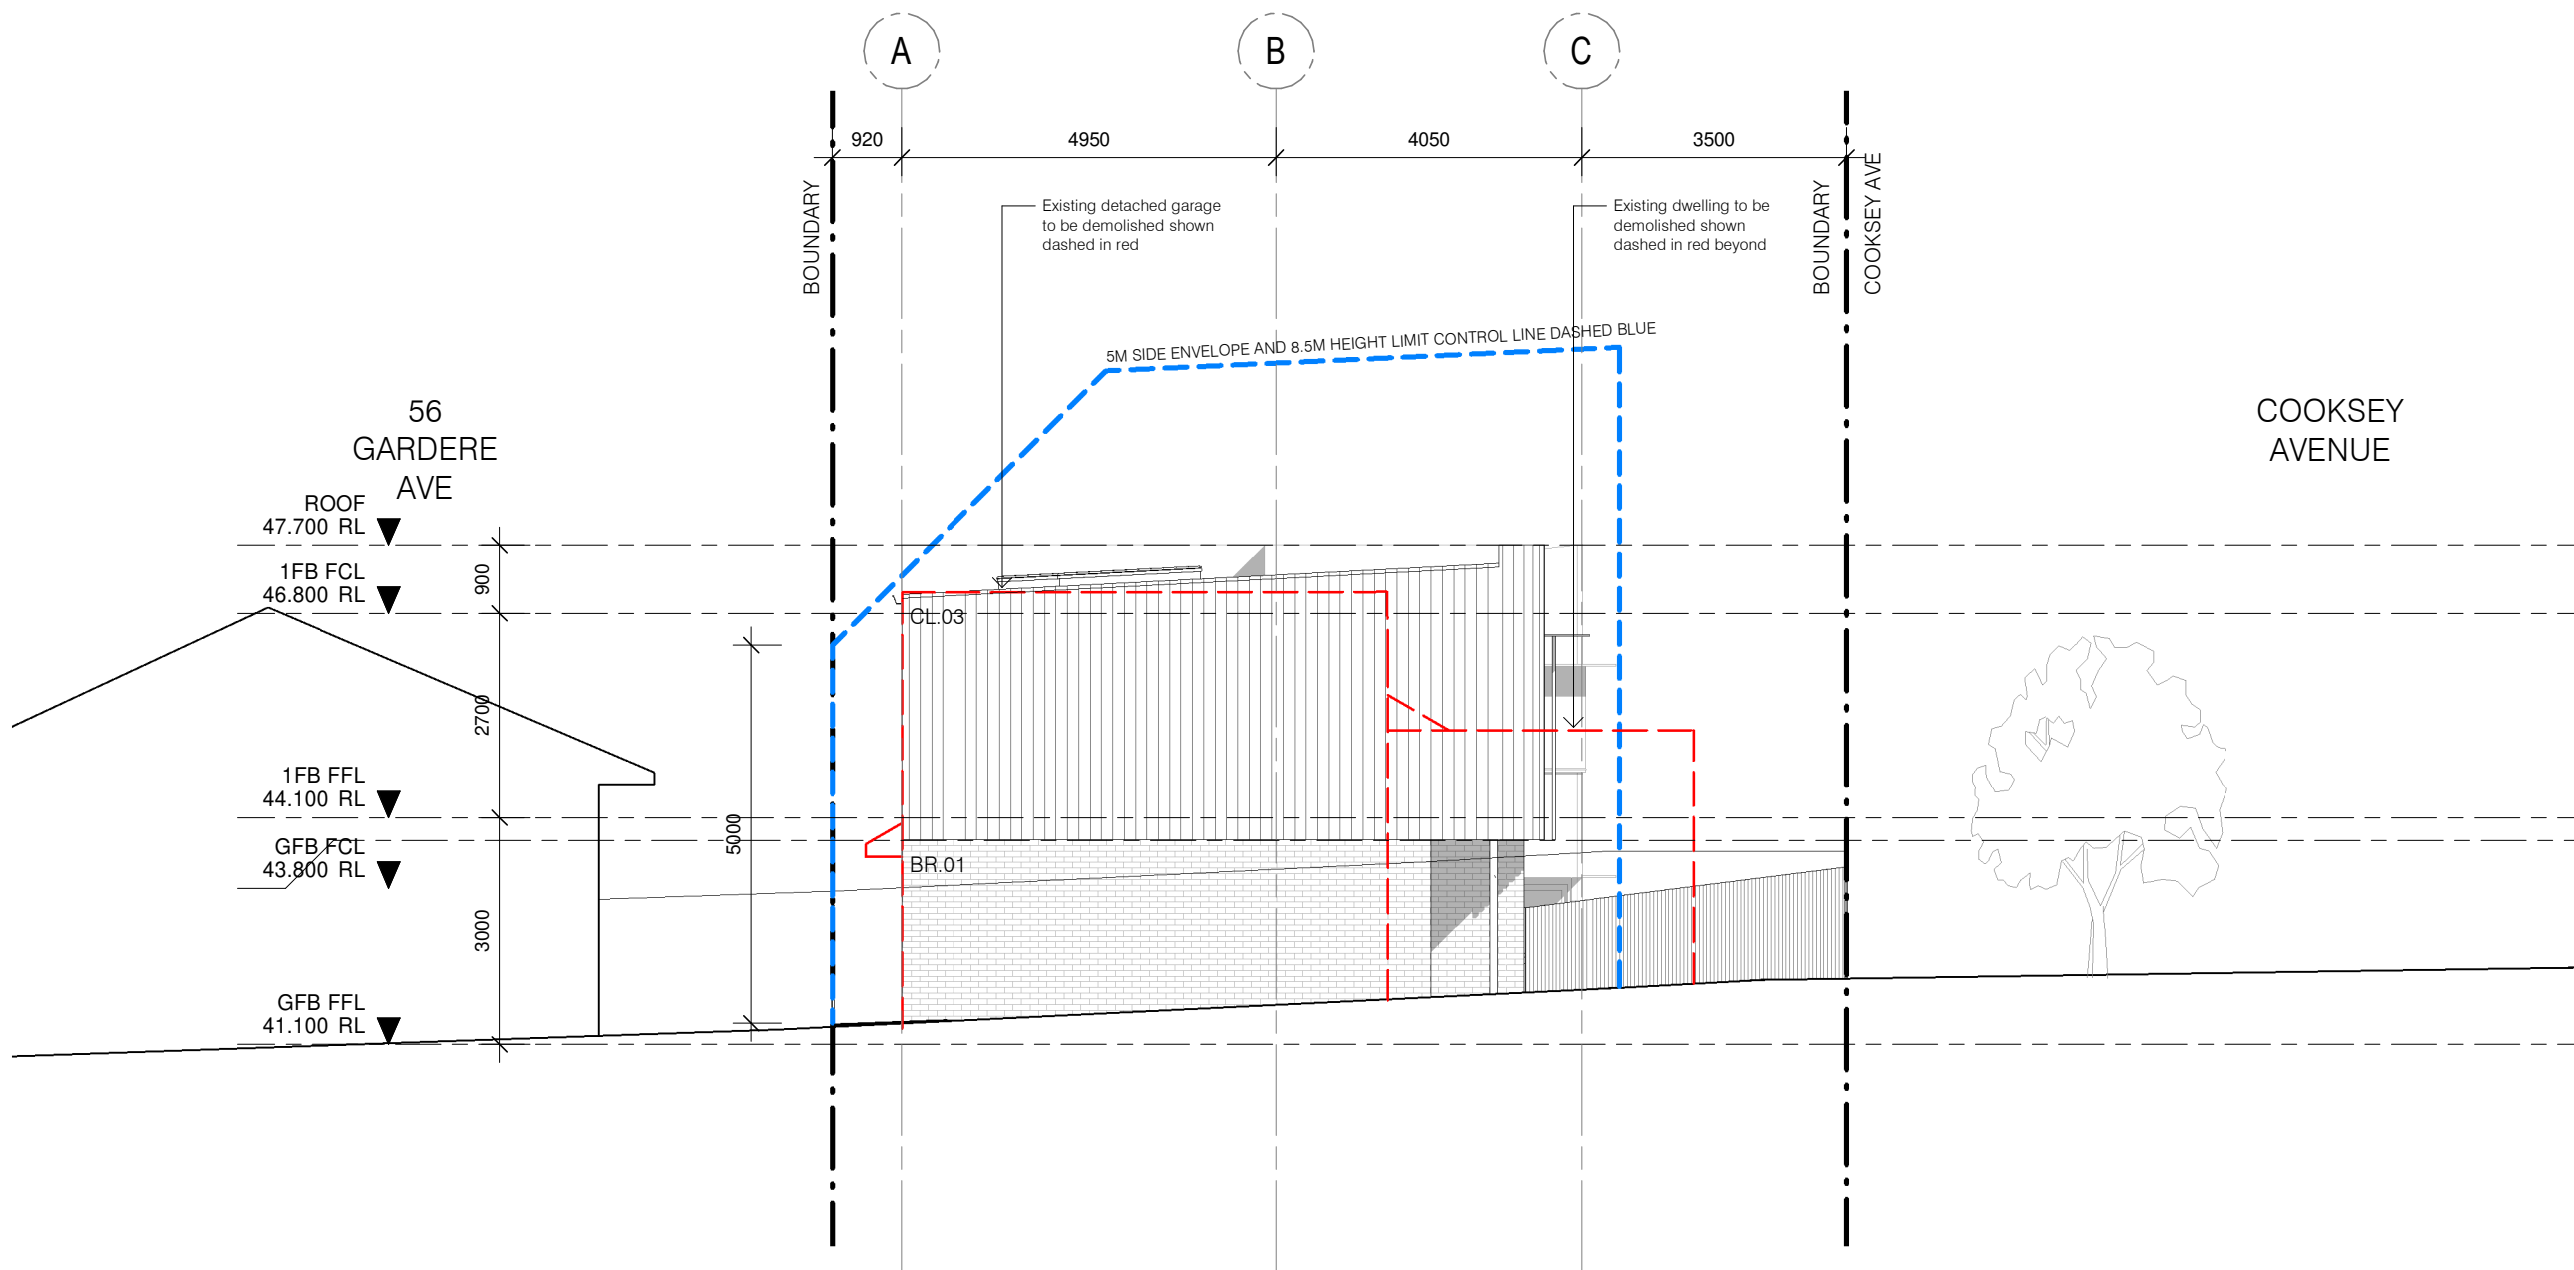 A
B
C
920
4950
4050
3500
BOUNDARY
BOUNDARY
COOKSEY AVE
Existing detached garage
to be demolished shown
dashed in red
Existing dwelling to be
demolished shown
dashed in red beyond
5M SIDE ENVELOPE AND 8.5M HEIGHT LIMIT CONTROL LINE DASHED BLUE
56
GARDERE
AVE
COOKSEY
AVENUE
ROOF
47.700 RL
1FB FCL
46.800 RL
900
CL.03
2700
1FB FFL
44.100 RL
GFB FCL
43.800 RL
5000
BR.01
3000
GFB FFL
41.100 RL